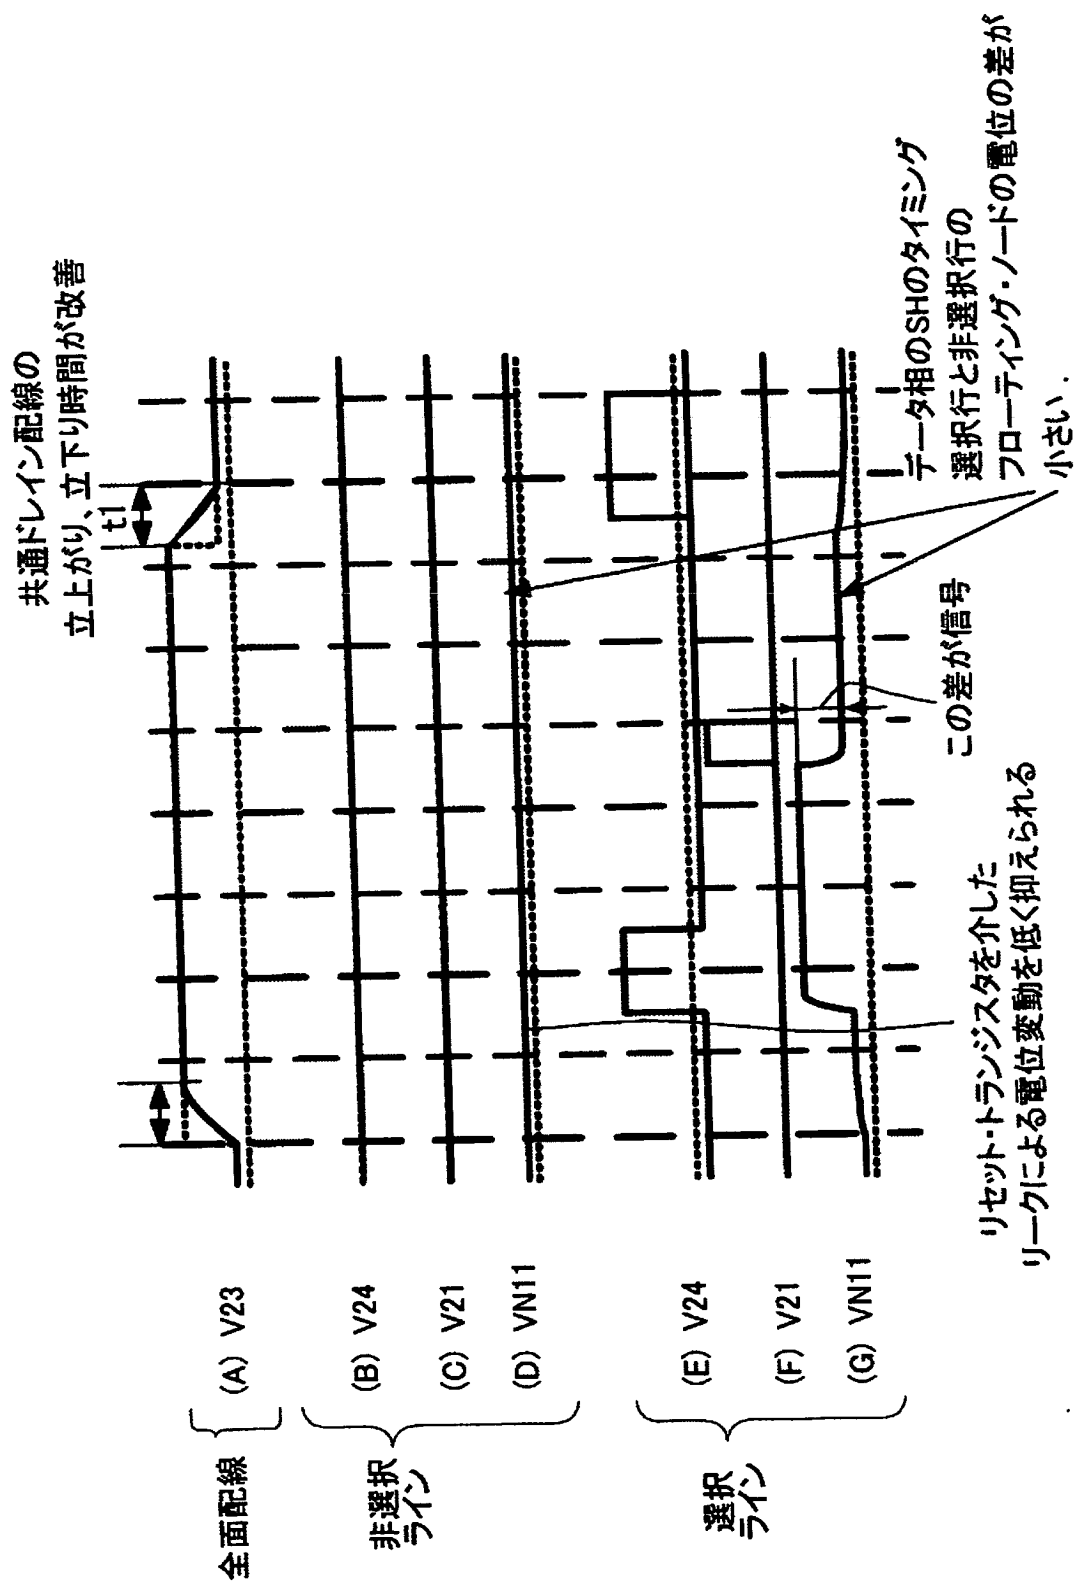 共通ドレイン配線の
立上がり、立下り時間が改善
t1
全面配線
(A) V23
非選択
ライン
(B) V24
(C) V21
(D) VN11
選択
ライン
(E) V24
(F) V21
(G) VN11
リセット・トランジスタを介した
リークによる電位変動を低く抑えられる
この差が信号
データ相のSHのタイミング
選択行と非選択行の
フローティング・ノードの電位の差が
小さい.